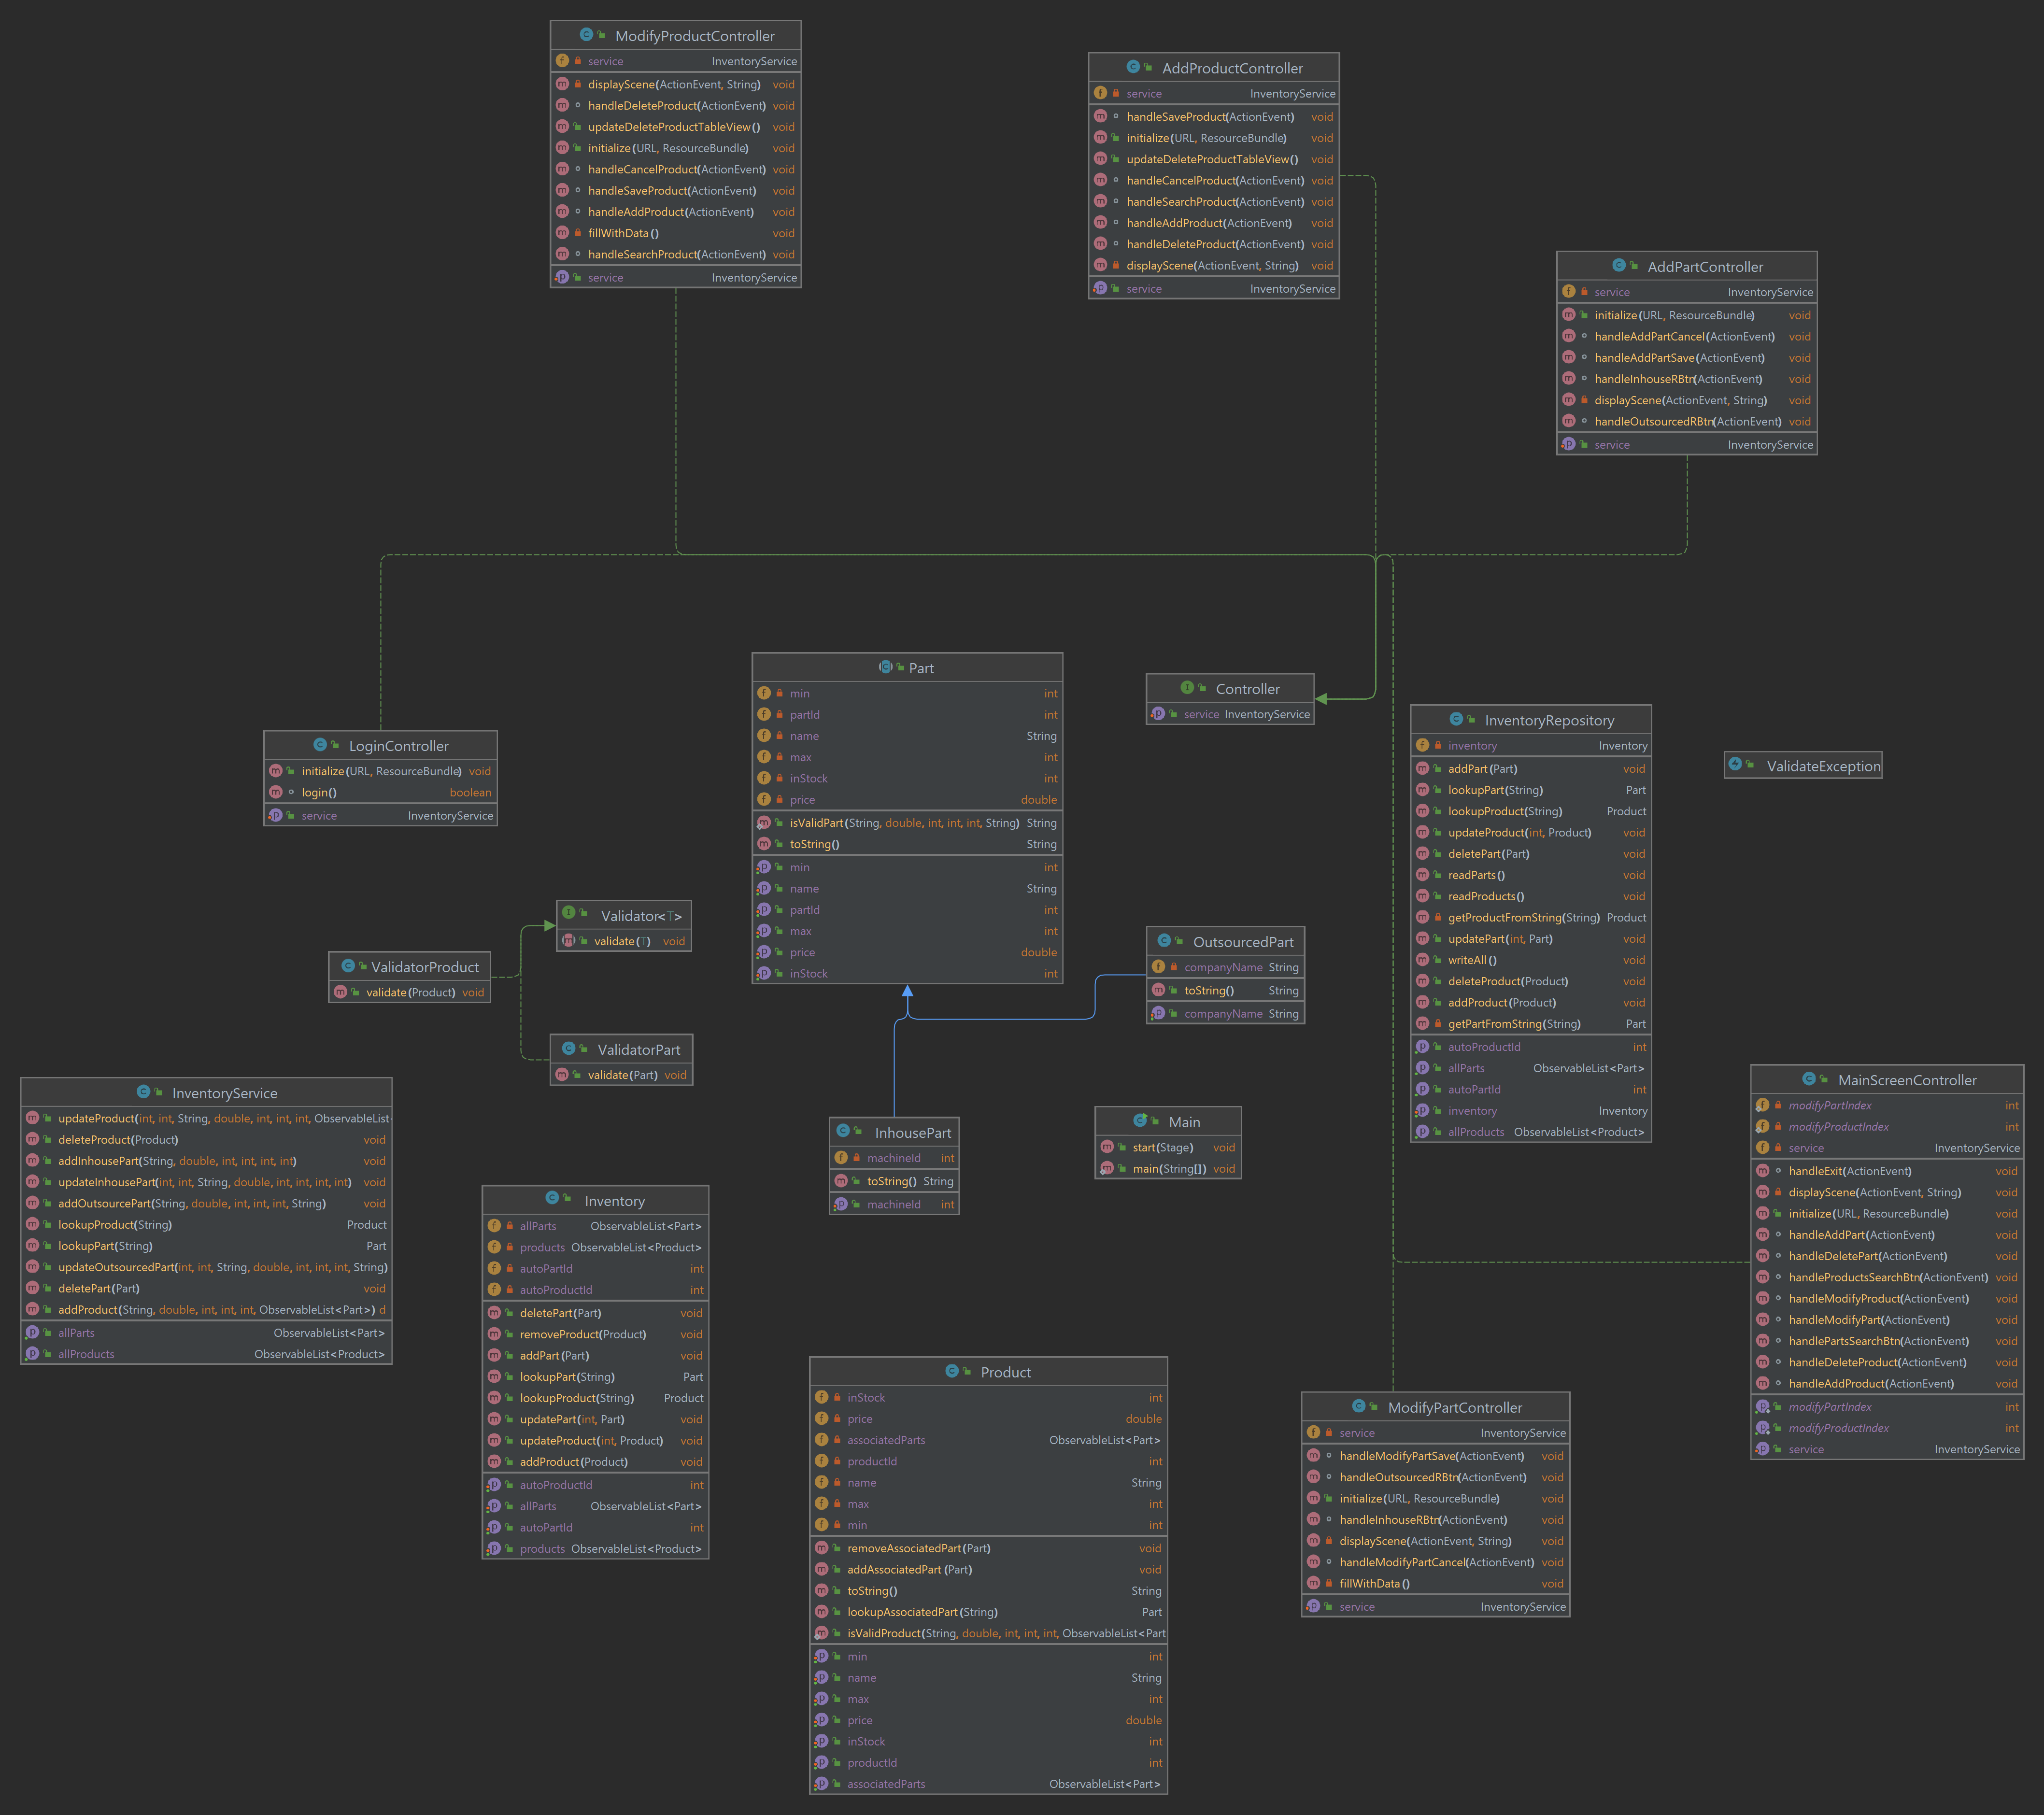 ModifyProductController
service InventoryService
displayScene(ActionEvent, String) void
handleDeleteProduct(ActionEvent) void
updateDeleteProductTableView() void
initialize(URL, ResourceBundle) void
handleCancelProduct(ActionEvent) void
handleSaveProduct(ActionEvent) void
handleAddProduct(ActionEvent) void
fillWithData() void
handleSearchProduct(ActionEvent) void
service InventoryService
AddProductController
service InventoryService
handleSaveProduct(ActionEvent) void
initialize(URL, ResourceBundle) void
updateDeleteProductTableView() void
handleCancelProduct(ActionEvent) void
handleSearchProduct(ActionEvent) void
handleAddProduct(ActionEvent) void
handleDeleteProduct(ActionEvent) void
displayScene(ActionEvent, String) void
service InventoryService
AddPartController
service InventoryService
initialize(URL, ResourceBundle) void
handleAddPartCancel(ActionEvent) void
handleAddPartSave(ActionEvent) void
handleInhouseRBtn(ActionEvent) void
displayScene(ActionEvent, String) void
handleOutsourcedRBtn(ActionEvent) void
service InventoryService
LoginController
initialize(URL, ResourceBundle) void
login() boolean
service InventoryService
Part
min int
partId int
name String
max int
inStock int
price double
isValidPart(String, double, int, int, int, String) String
toString() String
min int
name String
partId int
max int
price double
inStock int
Controller
service InventoryService
InventoryRepository
inventory Inventory
addPart(Part) void
lookupPart(String) Part
lookupProduct(String) Product
updateProduct(int, Product) void
deletePart(Part) void
readParts() void
readProducts() void
getProductFromString(String) Product
updatePart(int, Part) void
writeAll() void
deleteProduct(Product) void
addProduct(Product) void
getPartFromString(String) Part
autoProductId int
allParts ObservableList<Part>
autoPartId int
inventory Inventory
allProducts ObservableList<Product>
ValidateException
Validator<T>
validate(T) void
ValidatorProduct
validate(Product) void
ValidatorPart
validate(Part) void
OutsourcedPart
companyName String
toString() String
companyName String
InventoryService
updateProduct(int, int, String, double, int, int, int, ObservableList
deleteProduct(Product) void
addInhousePart(String, double, int, int, int, int) void
updateInhousePart(int, int, String, double, int, int, int, int) void
addOutsourcePart(String, double, int, int, int, String) void
lookupProduct(String) Product
lookupPart(String) Part
updateOutsourcedPart(int, int, String, double, int, int, int, String)
deletePart(Part) void
addProduct(String, double, int, int, int, ObservableList<Part>) d
allParts ObservableList<Part>
allProducts ObservableList<Product>
InhousePart
machineId int
toString() String
machineId int
Main
start(Stage) void
main(String[]) void
MainScreenController
modifyPartIndex int
modifyProductIndex int
service InventoryService
handleExit(ActionEvent) void
displayScene(ActionEvent, String) void
initialize(URL, ResourceBundle) void
handleAddPart(ActionEvent) void
handleDeletePart(ActionEvent) void
handleProductsSearchBtn(ActionEvent) void
handleModifyProduct(ActionEvent) void
handleModifyPart(ActionEvent) void
handlePartsSearchBtn(ActionEvent) void
handleDeleteProduct(ActionEvent) void
handleAddProduct(ActionEvent) void
modifyPartIndex int
modifyProductIndex int
service InventoryService
Inventory
allParts ObservableList<Part>
products ObservableList<Product>
autoPartId int
autoProductId int
deletePart(Part) void
removeProduct(Product) void
addPart(Part) void
lookupPart(String) Part
lookupProduct(String) Product
updatePart(int, Part) void
updateProduct(int, Product) void
addProduct(Product) void
autoProductId int
allParts ObservableList<Part>
autoPartId int
products ObservableList<Product>
Product
inStock int
price double
associatedParts ObservableList<Part>
productId int
name String
max int
min int
removeAssociatedPart(Part) void
addAssociatedPart(Part) void
toString() String
lookupAssociatedPart(String) Part
isValidProduct(String, double, int, int, int, ObservableList<Part
min int
name String
max int
price double
inStock int
productId int
associatedParts ObservableList<Part>
ModifyPartController
service InventoryService
handleModifyPartSave(ActionEvent) void
handleOutsourcedRBtn(ActionEvent) void
initialize(URL, ResourceBundle) void
handleInhouseRBtn(ActionEvent) void
displayScene(ActionEvent, String) void
handleModifyPartCancel(ActionEvent) void
fillWithData() void
service InventoryService